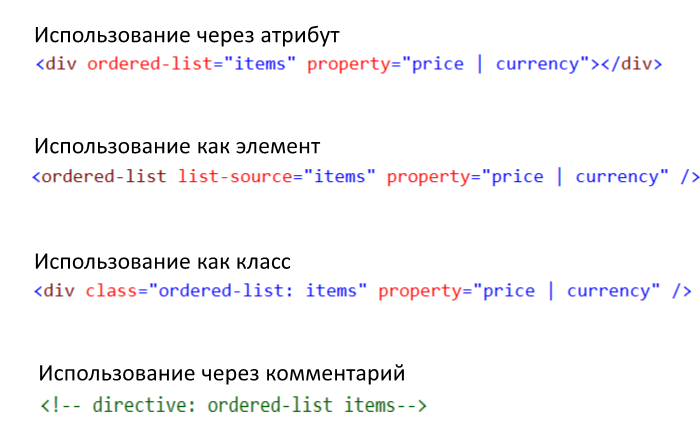 Использование через атрибут
<div ordered-list="items" property="price | currency"></div>
Использование как элемент
<ordered-list list-source="items" property="price | currency" />
Использование как класс
<div class="ordered-list: items" property="price | currency" />
Использование через комментарий
<!-- directive: ordered-list items-->